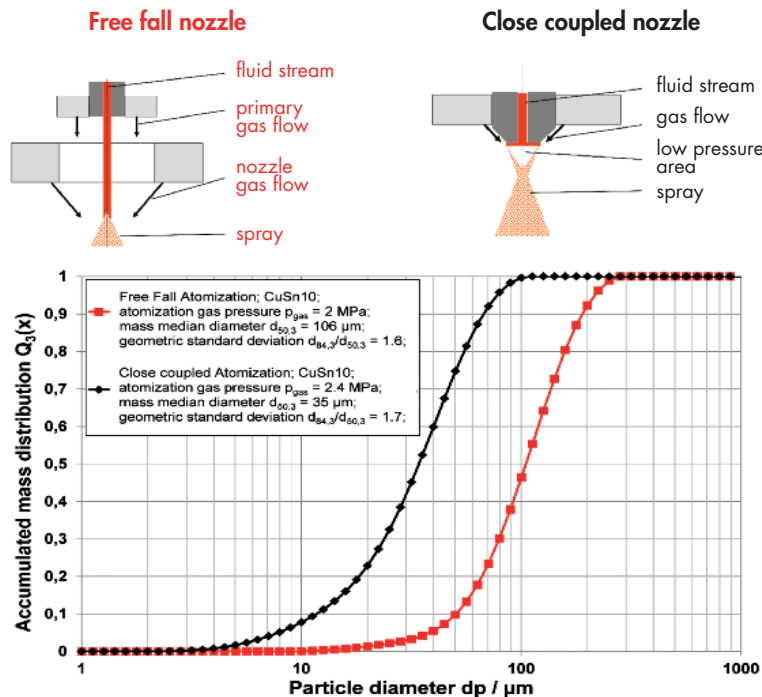 Free fall nozzle
Close coupled nozzle
fluid stream
primary
gas flow
nozzle
gas flow
spray
fluid stream
gas flow
low pressure
area
spray
Accumulated mass distribution Q₃(x)
1
0,9
0,8
0,7
0,6
0,5
0,4
0,3
0,2
0,1
0
Free Fall Atomization; CuSn10;
atomization gas pressure p_gas = 2 MPa;
mass median diameter d₅₀,₃ = 106 µm;
geometric standard deviation d₈₄,₃/d₅₀,₃ = 1.6;
Close coupled Atomization; CuSn10;
atomization gas pressure p_gas = 2.4 MPa;
mass median diameter d₅₀,₃ = 35 µm;
geometric standard deviation d₈₄,₃/d₅₀,₃ = 1.7;
1
10
100
1000
Particle diameter dp / µm